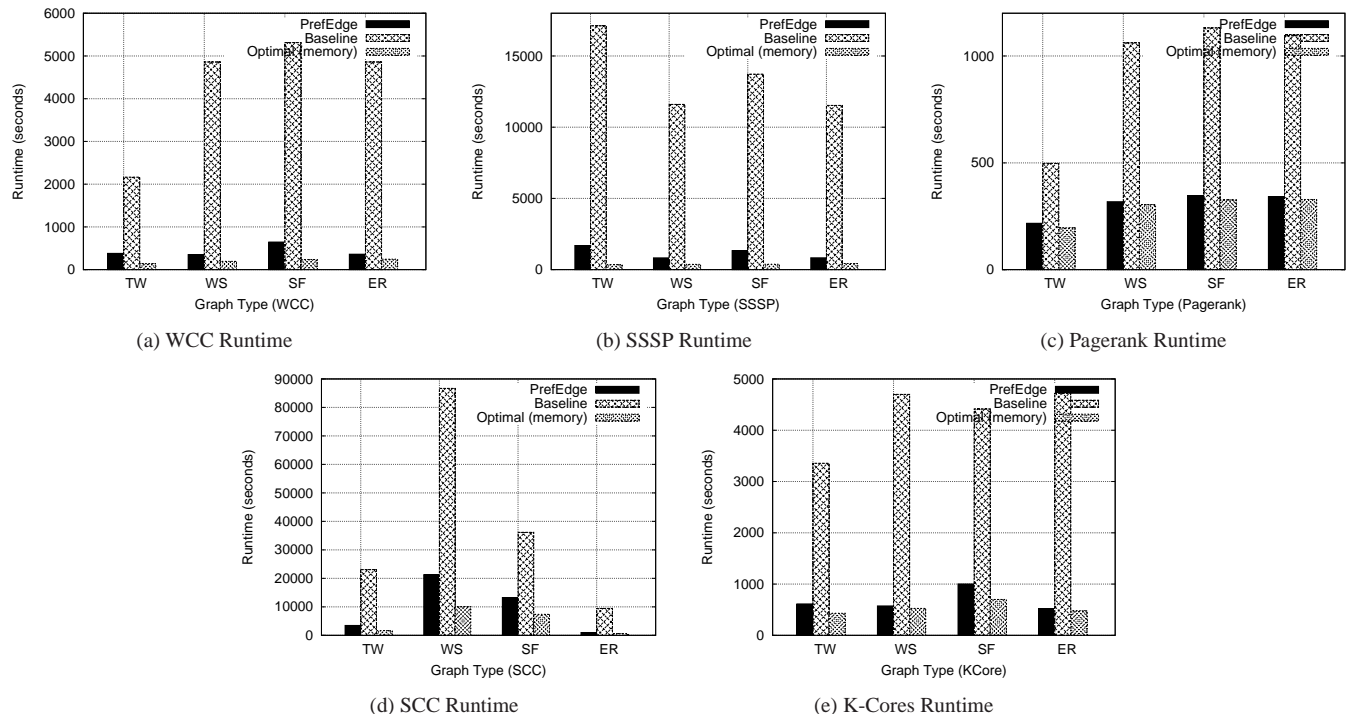 6000
5000
4000
3000
2000
1000
0
Runtime (seconds)
PrefEdge
Baseline
Optimal (memory)
TW WS SF ER
Graph Type (WCC)
(a) WCC Runtime
15000
10000
5000
0
Runtime (seconds)
PrefEdge
Baseline
Optimal (memory)
TW WS SF ER
Graph Type (SSSP)
(b) SSSP Runtime
1000
500
0
Runtime (seconds)
PrefEdge
Baseline
Optimal (memory)
TW WS SF ER
Graph Type (Pagerank)
(c) Pagerank Runtime
90000
80000
70000
60000
50000
40000
30000
20000
10000
0
Runtime (seconds)
PrefEdge
Baseline
Optimal (memory)
TW WS SF ER
Graph Type (SCC)
(d) SCC Runtime
5000
4000
3000
2000
1000
0
Runtime (seconds)
PrefEdge
Baseline
Optimal (memory)
TW WS SF ER
Graph Type (KCore)
(e) K-Cores Runtime